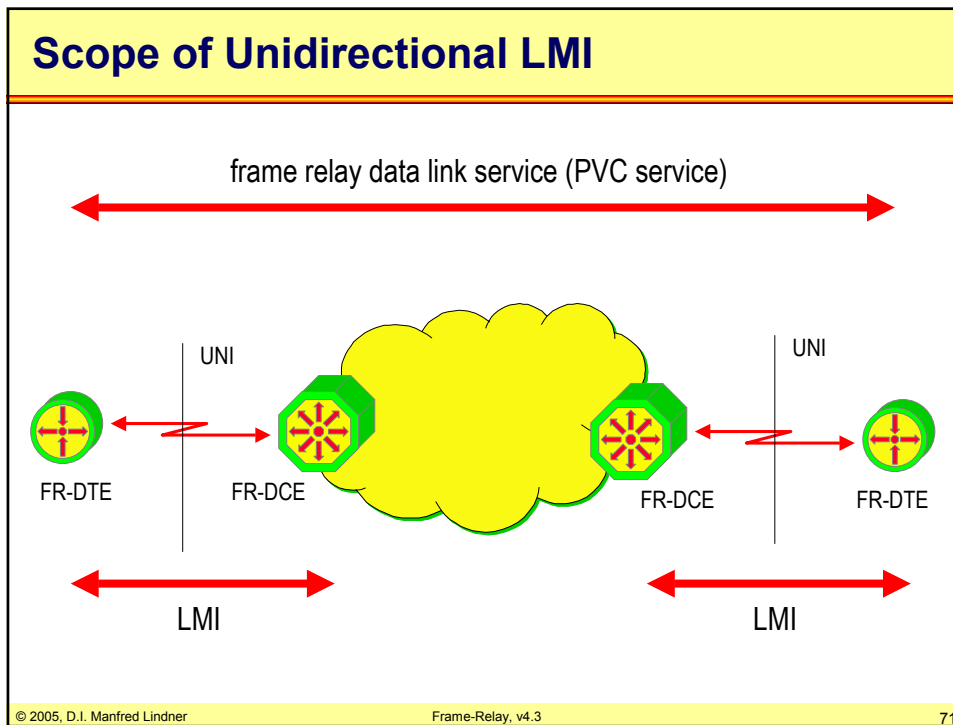 Scope of Unidirectional LMI
frame relay data link service (PVC service)
UNI
UNI
FR-DTE
FR-DCE
FR-DCE
FR-DTE
LMI
LMI
© 2005, D.I. Manfred Lindner
Frame-Relay, v4.3
71